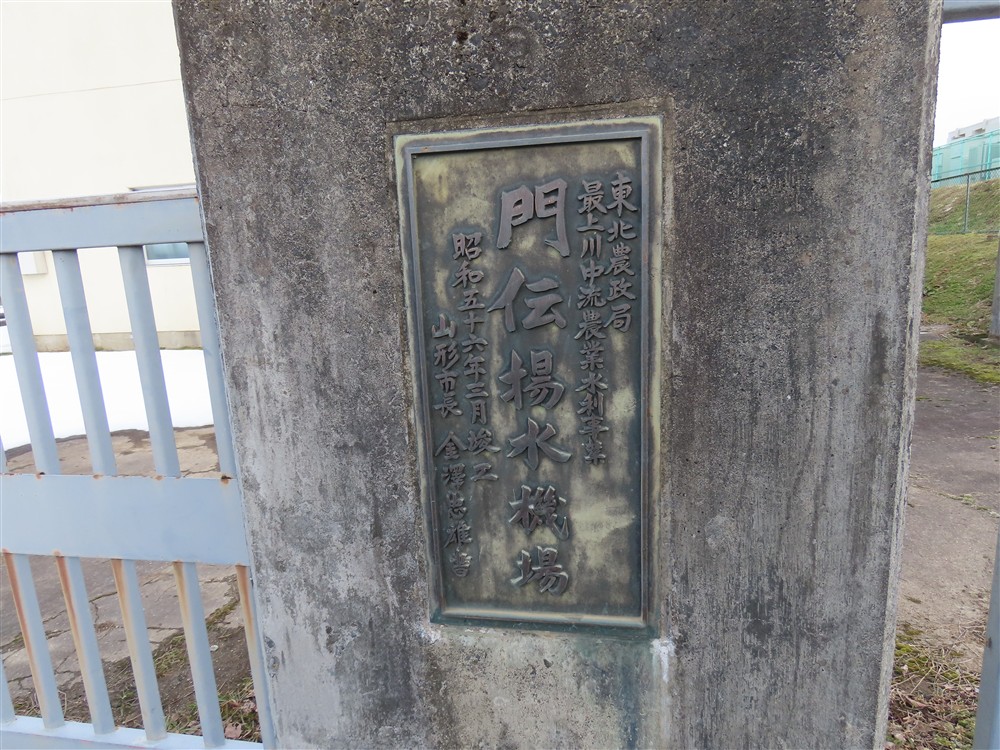 東北農政局
最上川中流農業水利事業
門伝揚水機場
昭和五十六年三月竣工
山形市長 金澤忠雄書